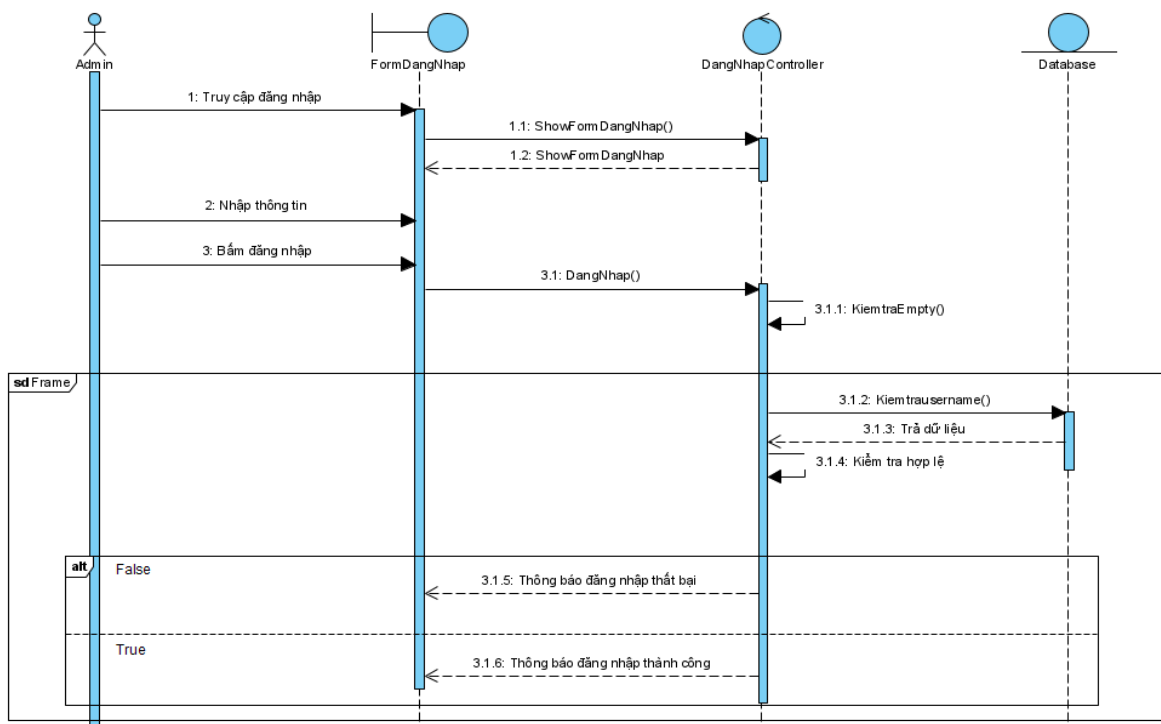 Admin
FormDangNhap
DangNhapController
Database
1: Truy cập đăng nhập
1.1: ShowFormDangNhap()
1.2: ShowFormDangNhap
2: Nhập thông tin
3: Bấm đăng nhập
3.1: DangNhap()
3.1.1: KiemtraEmpty()
sd Frame
3.1.2: Kiemtrausername()
3.1.3: Trả dữ liệu
3.1.4: Kiểm tra hợp lệ
alt
False
3.1.5: Thông báo đăng nhập thất bại
True
3.1.6: Thông báo đăng nhập thành công